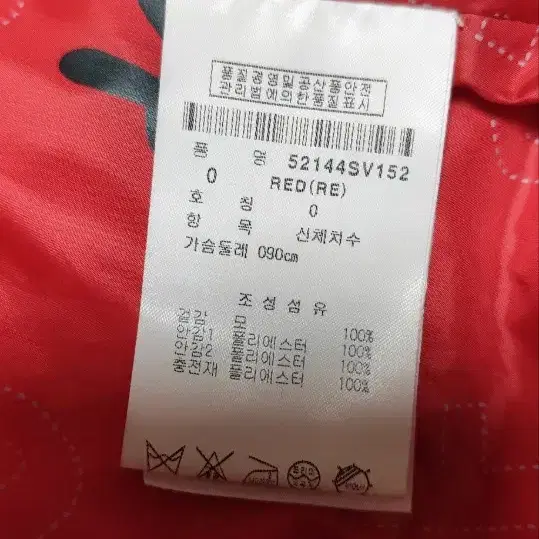 품질경영및공산품안전
관리법에의한품질표시
품 명 52144SV152
0 RED(RE)
호 칭 0
항 목 신체치수
가슴둘레 090cm
조성섬유
겉감 모 100%
안감1 폴리에스터 100%
안감2 폴리에스터 100%
충전재 폴리에스터 100%